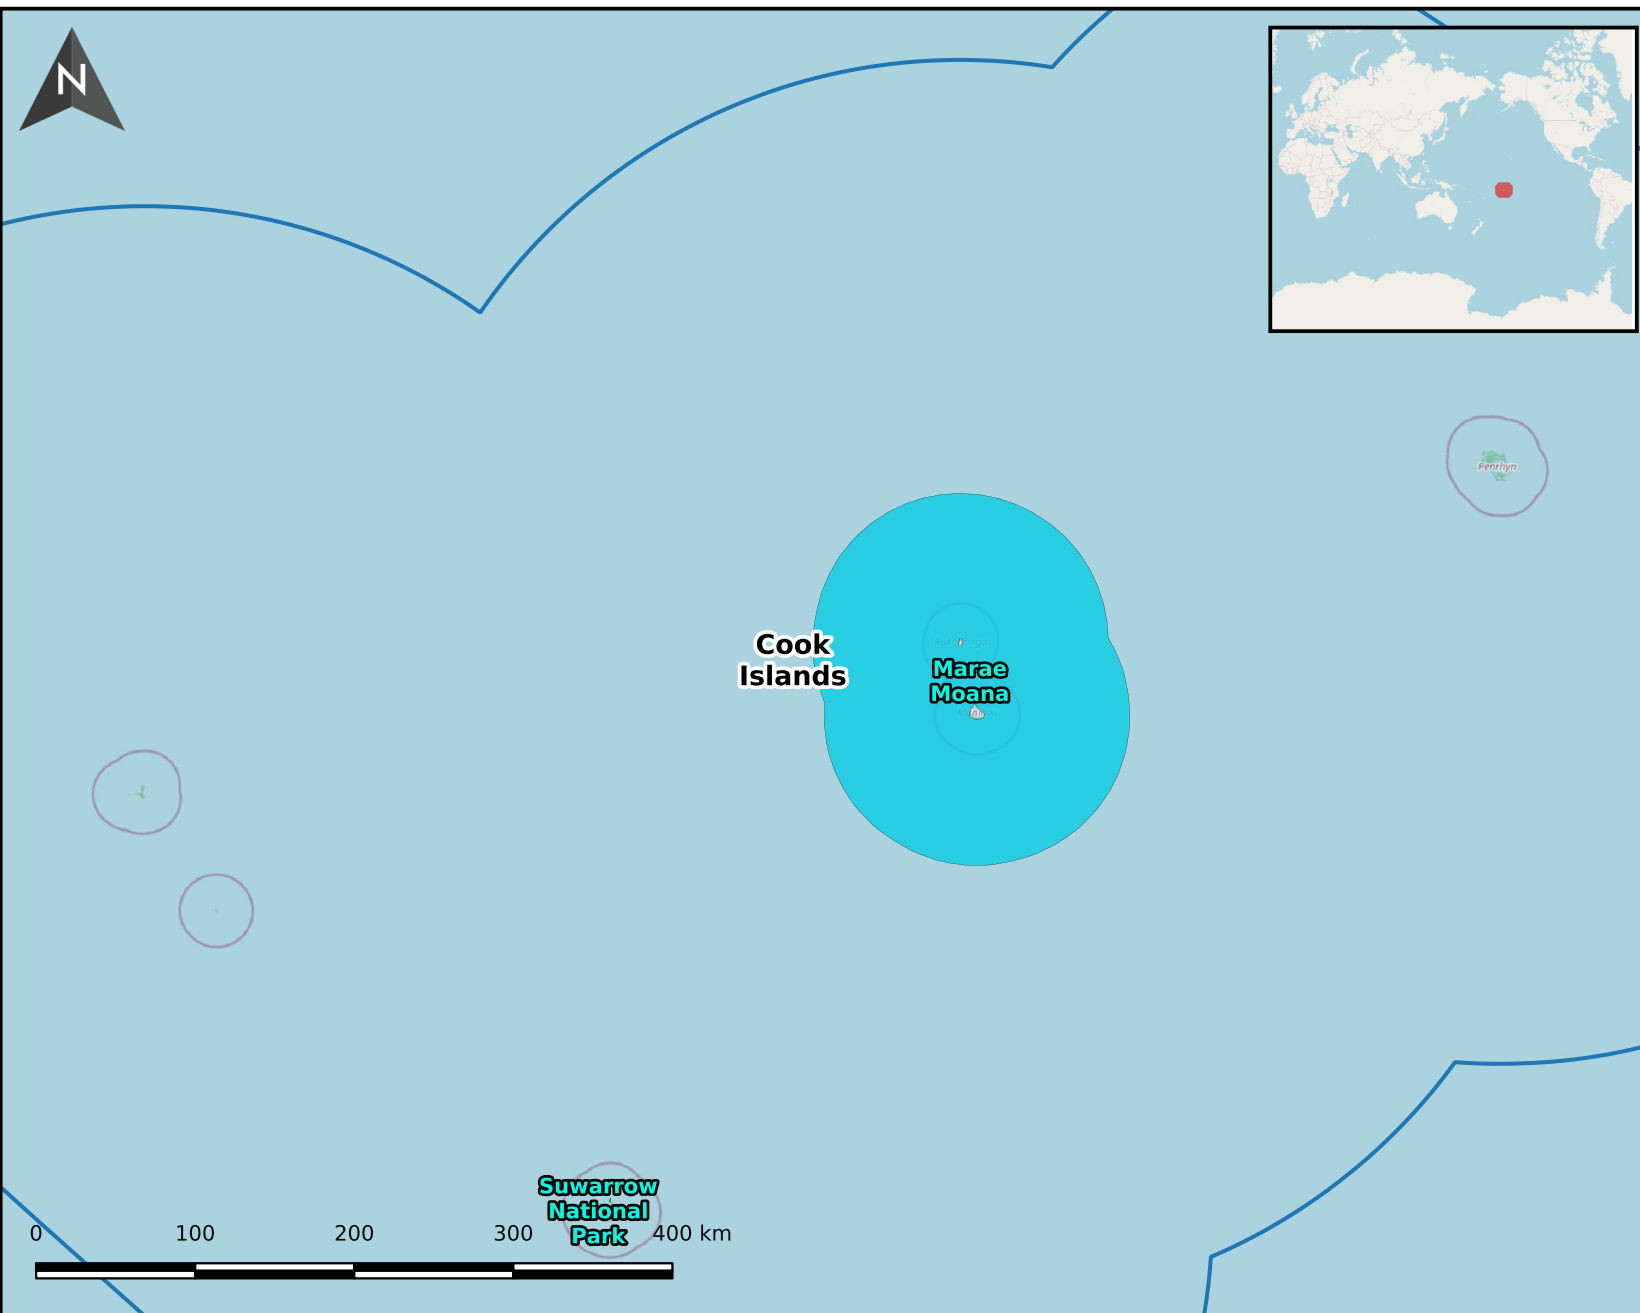 N
Penrhyn
Cook
Islands
Marae
Moana
Suwarrow
National
Park
0 100 200 300 400 km